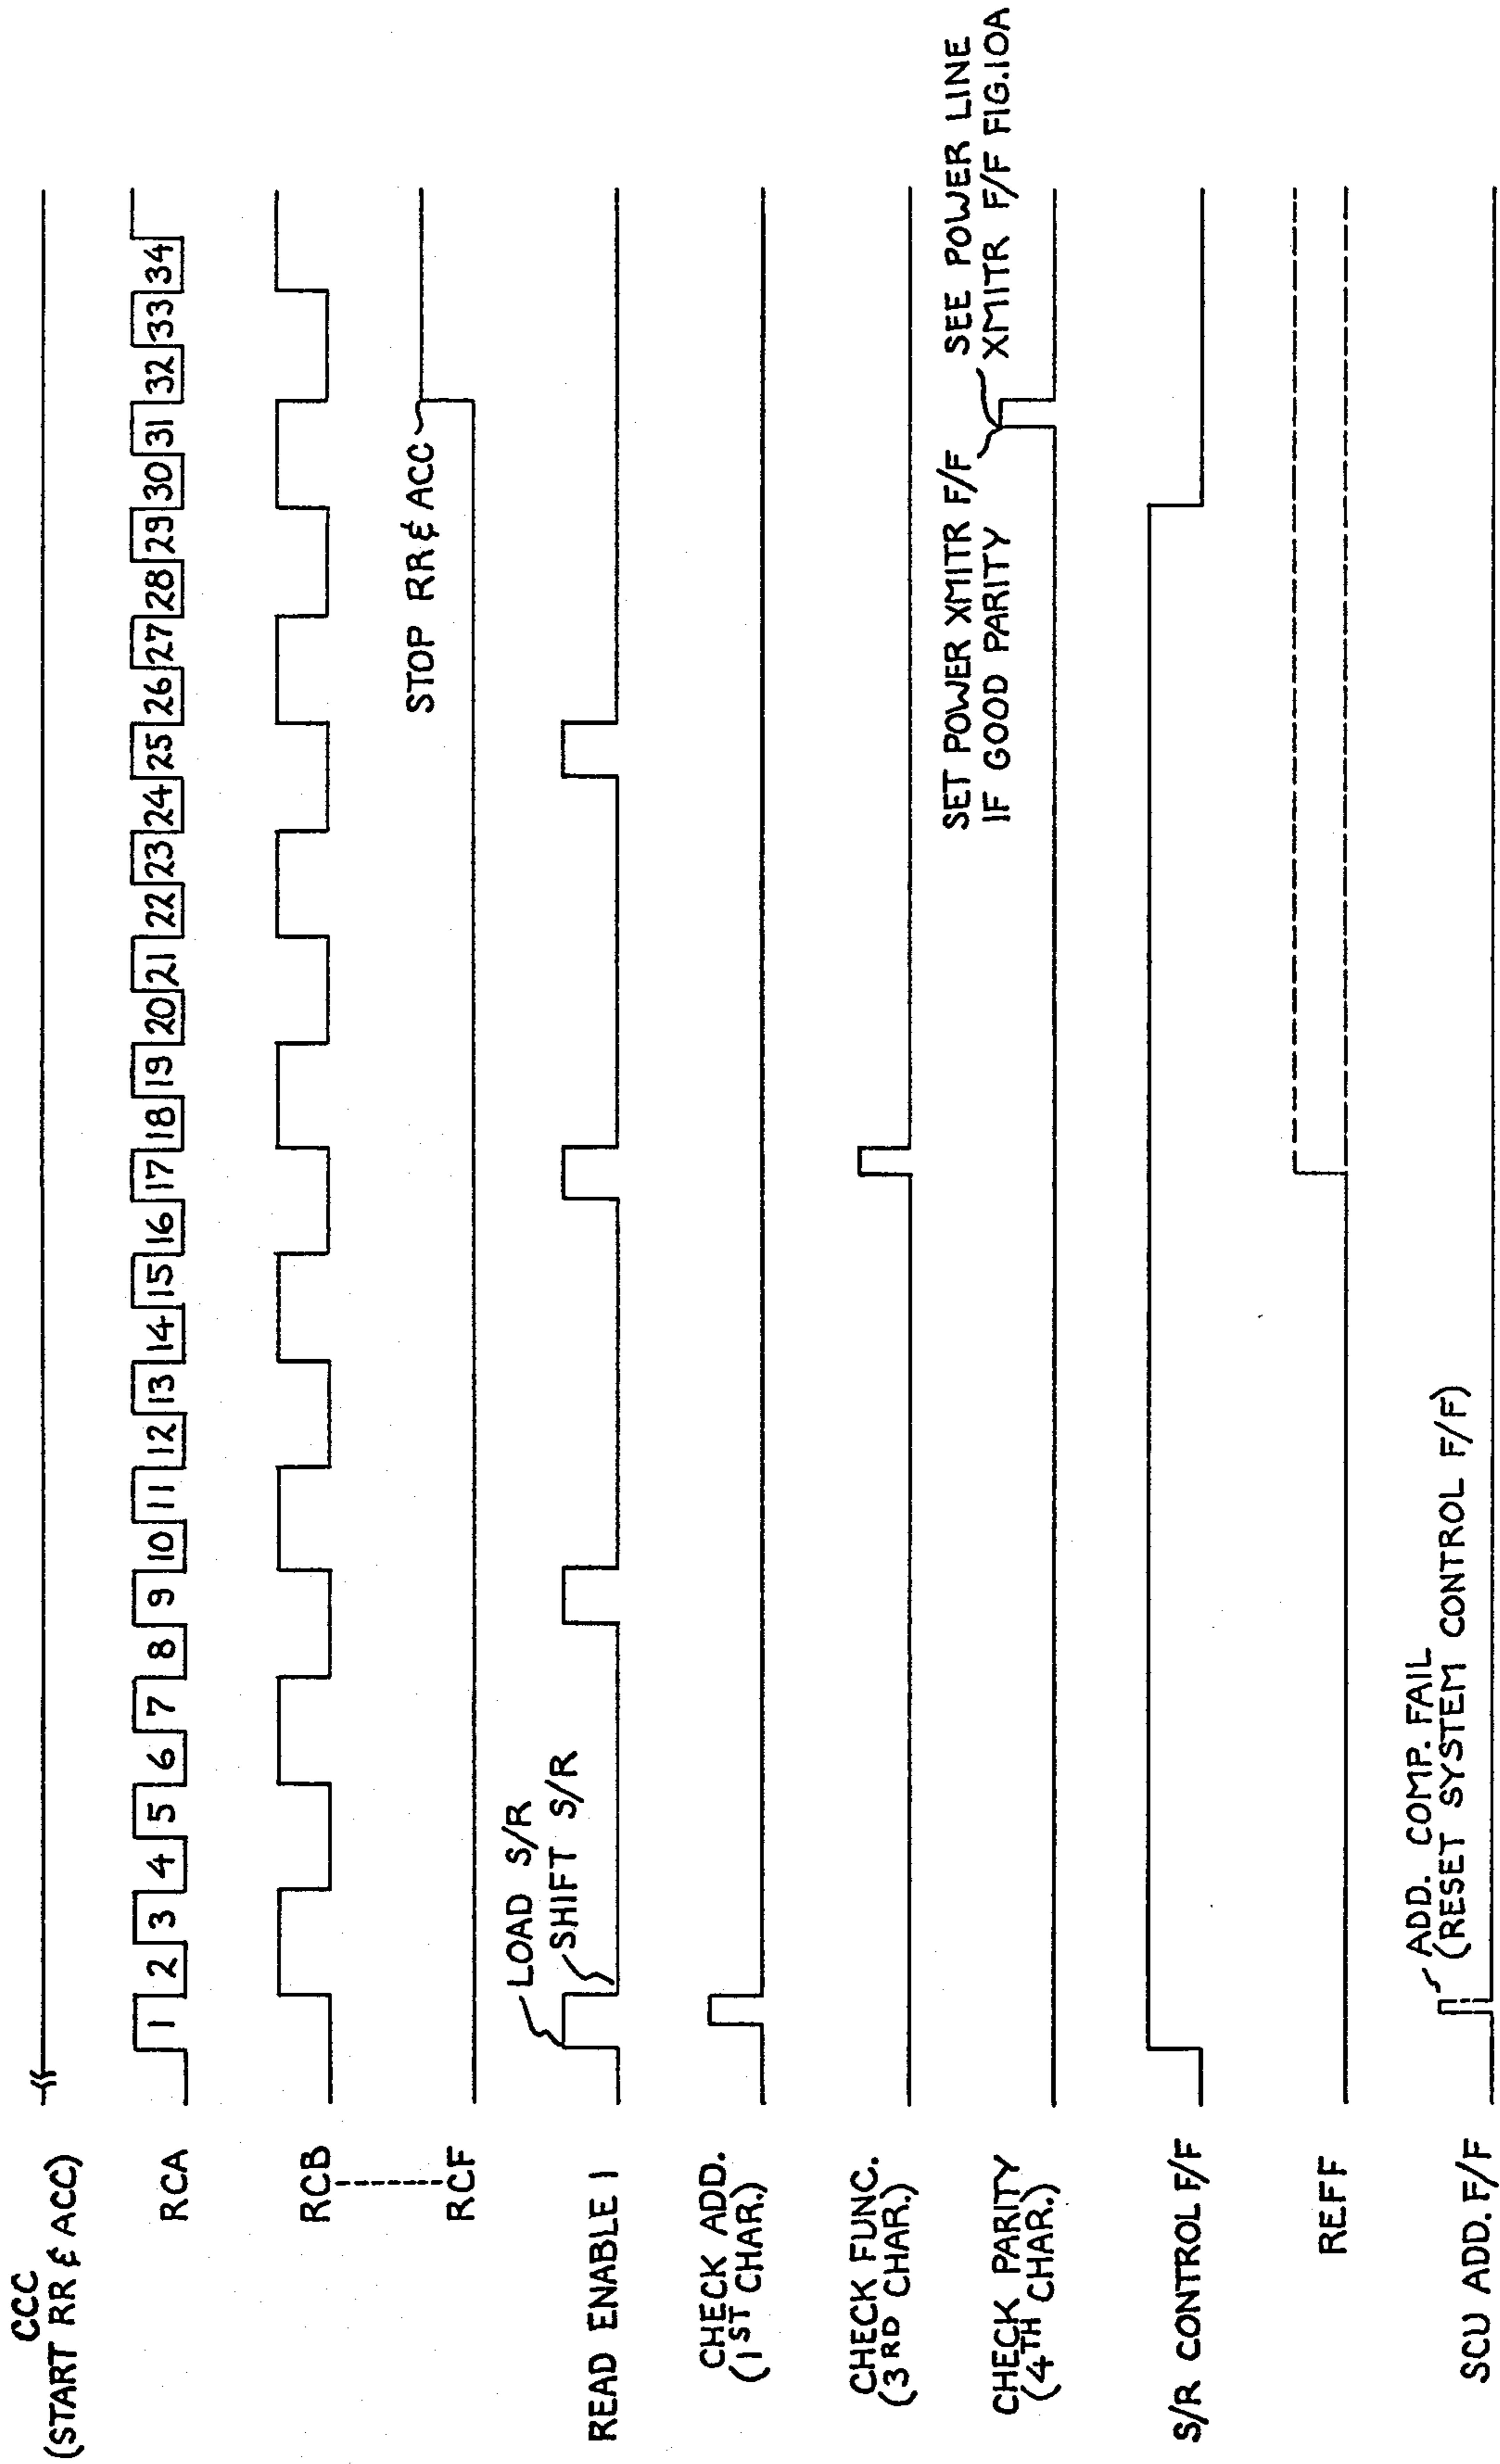 CCC
(START RR & ACC)
RCA
1 2 3 4 5 6 7 8 9 10 11 12 13 14 15 16 17 18 19 20 21 22 23 24 25 26 27 28 29 30 31 32 33 34
RCB
RCF
STOP RR & ACC
READ ENABLE 1
LOAD S/R
SHIFT S/R
CHECK ADD.
(1ST CHAR.)
CHECK FUNC.
(3RD CHAR.)
CHECK PARITY
(4TH CHAR.)
SET POWER XMITR F/F
IF GOOD PARITY
SEE POWER LINE
XMITR F/F FIG.10A
S/R CONTROL F/F
REFF
SCU ADD. F/F
ADD. COMP. FAIL
(RESET SYSTEM CONTROL F/F)